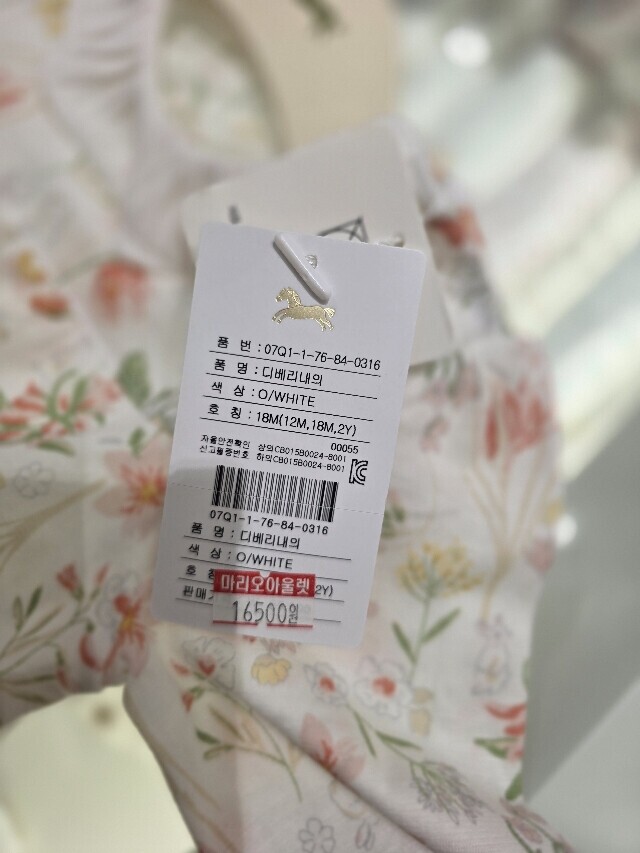 품 번 : 07Q1-1-76-84-0316
품 명 : 디베리내의
색 상 : O/WHITE
호 칭 : 18M(12M,18M,2Y)
00055
자율안전확인 상의CB015B0024-8001
신고필증번호 하의CB015B0024-8001
07Q1-1-76-84-0316
품 명 : 디베리내의
색 상 : O/WHITE
호 2Y)
마리오아울렛
판매
16500원